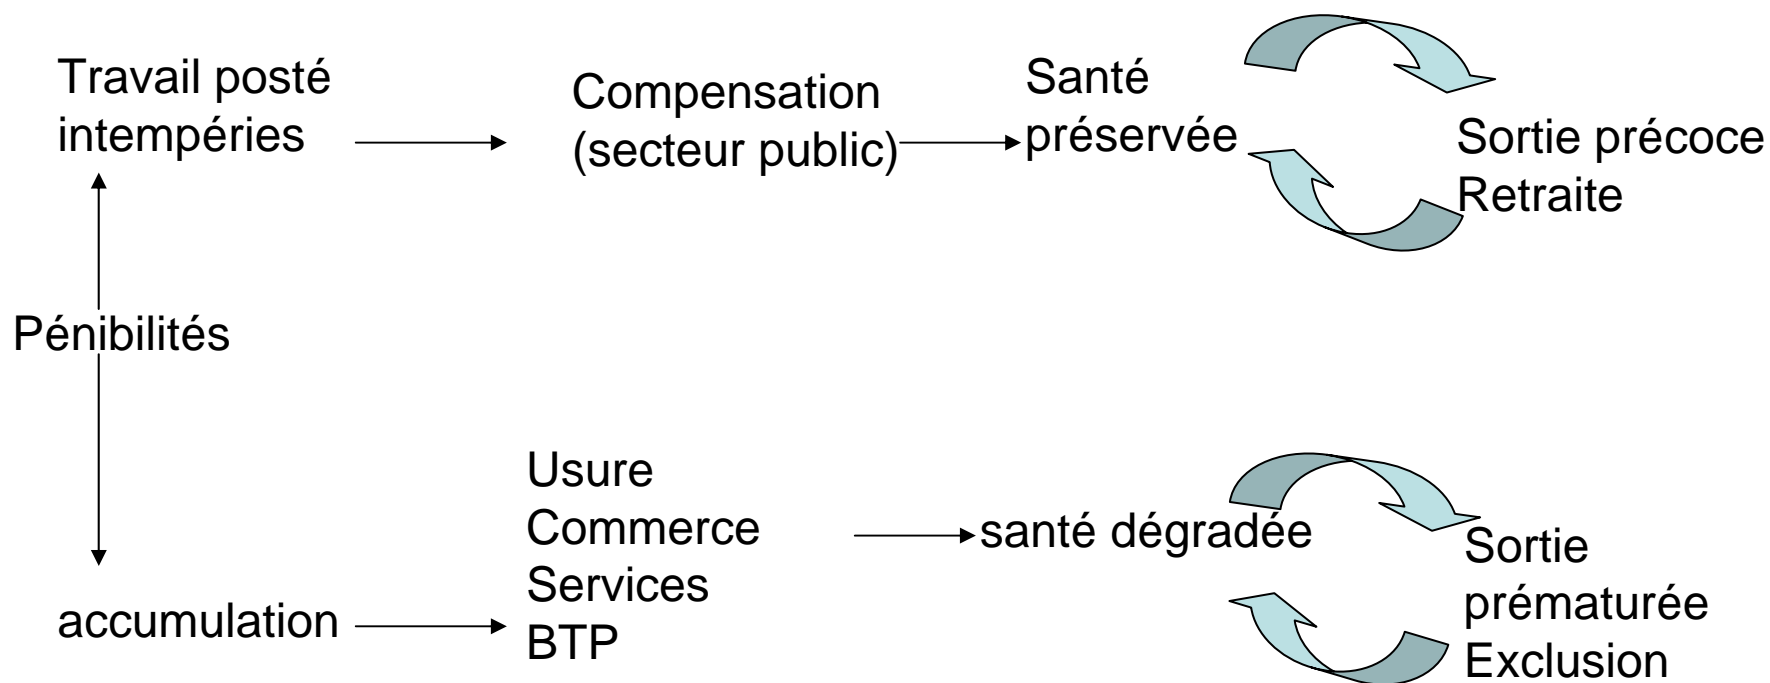 Travail posté
intempéries
Compensation
(secteur public)
Santé
préservée
Sortie précoce
Retraite
Pénibilités
accumulation
Usure
Commerce
Services
BTP
santé dégradée
Sortie
prématurée
Exclusion